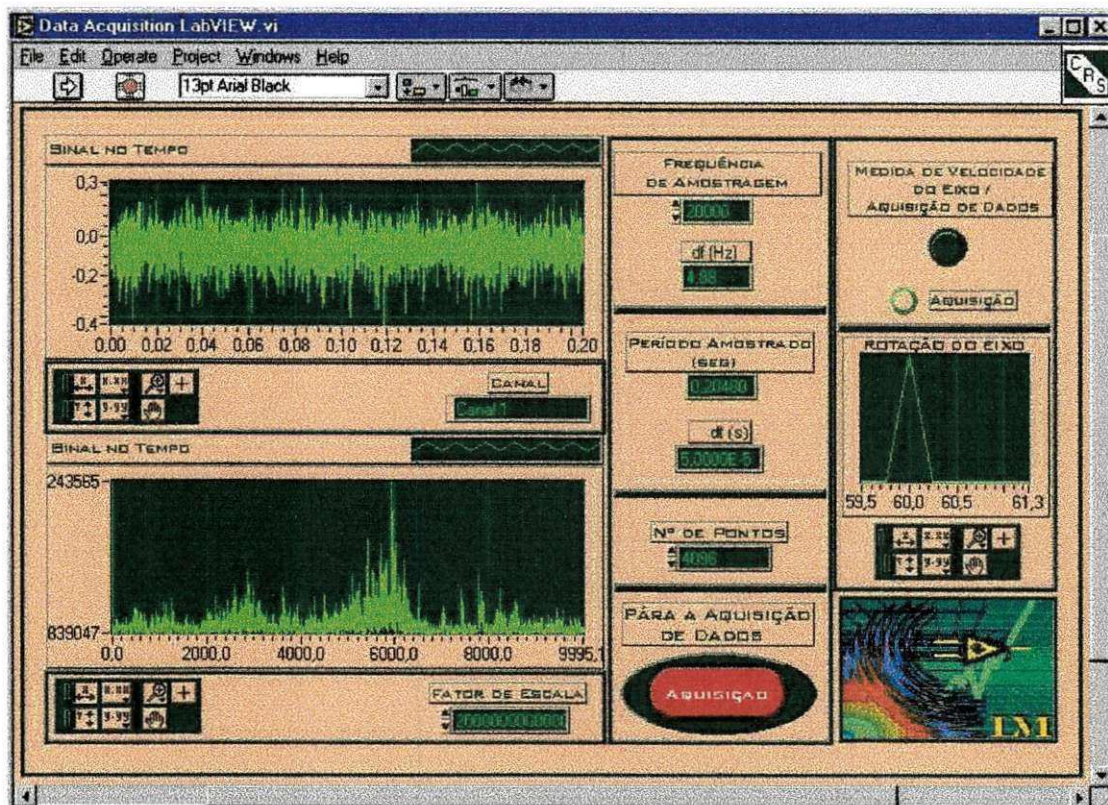 Data Acquisition LabVIEW.vi
File Edit Operate Project Windows Help
13pt Arial Black
CRS
SINAL NO TEMPO
0,3
0,0
-0,2
-0,4
0,00 0,02 0,04 0,06 0,08 0,10 0,12 0,14 0,16 0,18 0,20
CANAL
Canal 1
SINAL NO TEMPO
243565
839047
0,0 2000,0 4000,0 6000,0 8000,0 9995,1
FATOR DE ESCALA
FREQUÊNCIA
DE AMOSTRAGEM
20000
df (Hz)
4,88
PERÍODO AMOSTRADO
(SEG)
0,20480
dt (s)
5,0000E-5
Nº DE PONTOS
4096
PÁRA A AQUISIÇÃO
DE DADOS
AQUISIÇÃO
MEDIDA DE VELOCIDADE
DO EIXO /
AQUISIÇÃO DE DADOS
AQUISIÇÃO
ROTAÇÃO DO EIXO
59,5 60,0 60,5 61,3